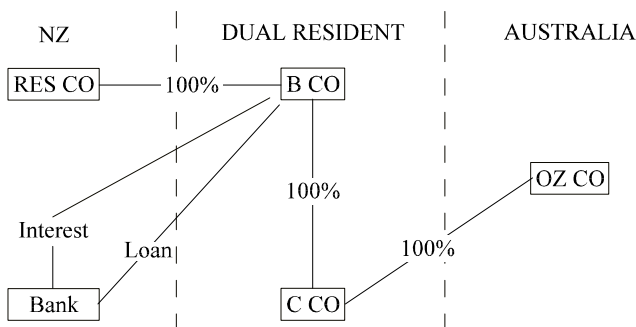 NZ
DUAL RESIDENT
AUSTRALIA
RES CO
100%
B CO
100%
OZ CO
Interest
Loan
100%
Bank
C CO